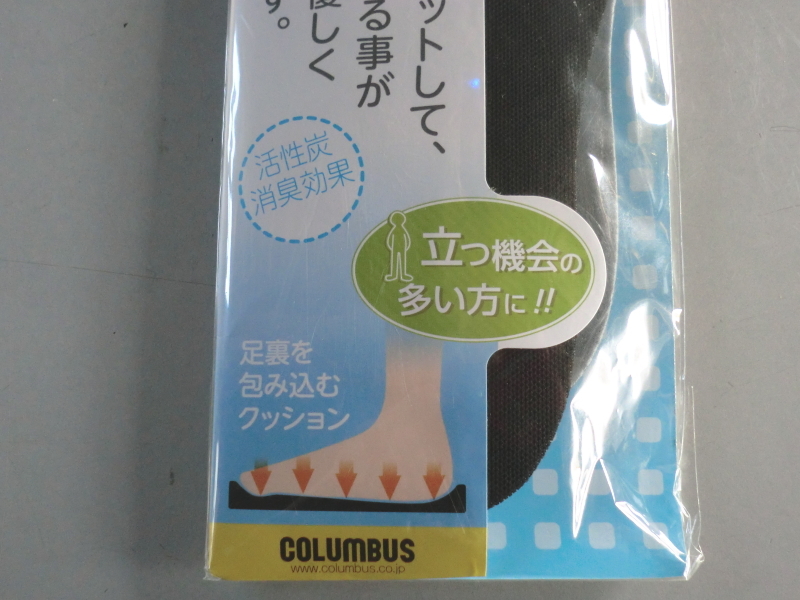 ットして、
る事が
優しく
す。
活性炭
消臭効果
立つ機会の
多い方に!!
足裏を
包み込む
クッション
COLUMBUS
www.columbus.co.jp